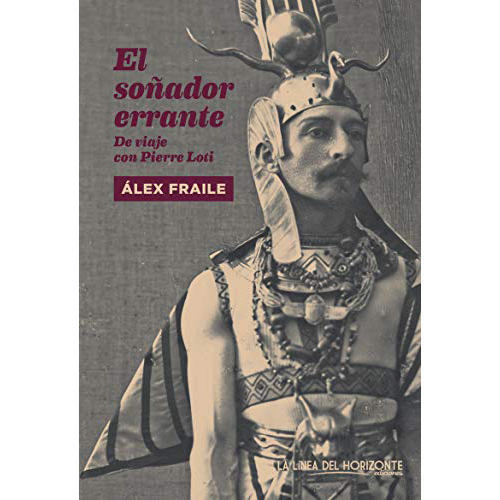 El
soñador
errante
De viaje
con Pierre Loti
ÁLEX FRAILE
LA LÍNEA DEL HORIZONTE
ediciones